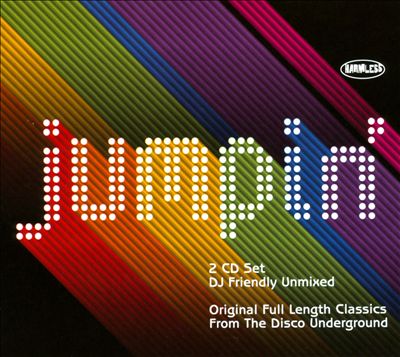 HARMLESS
jumpin'
2 CD Set
DJ Friendly Unmixed
Original Full Length Classics
From The Disco Underground